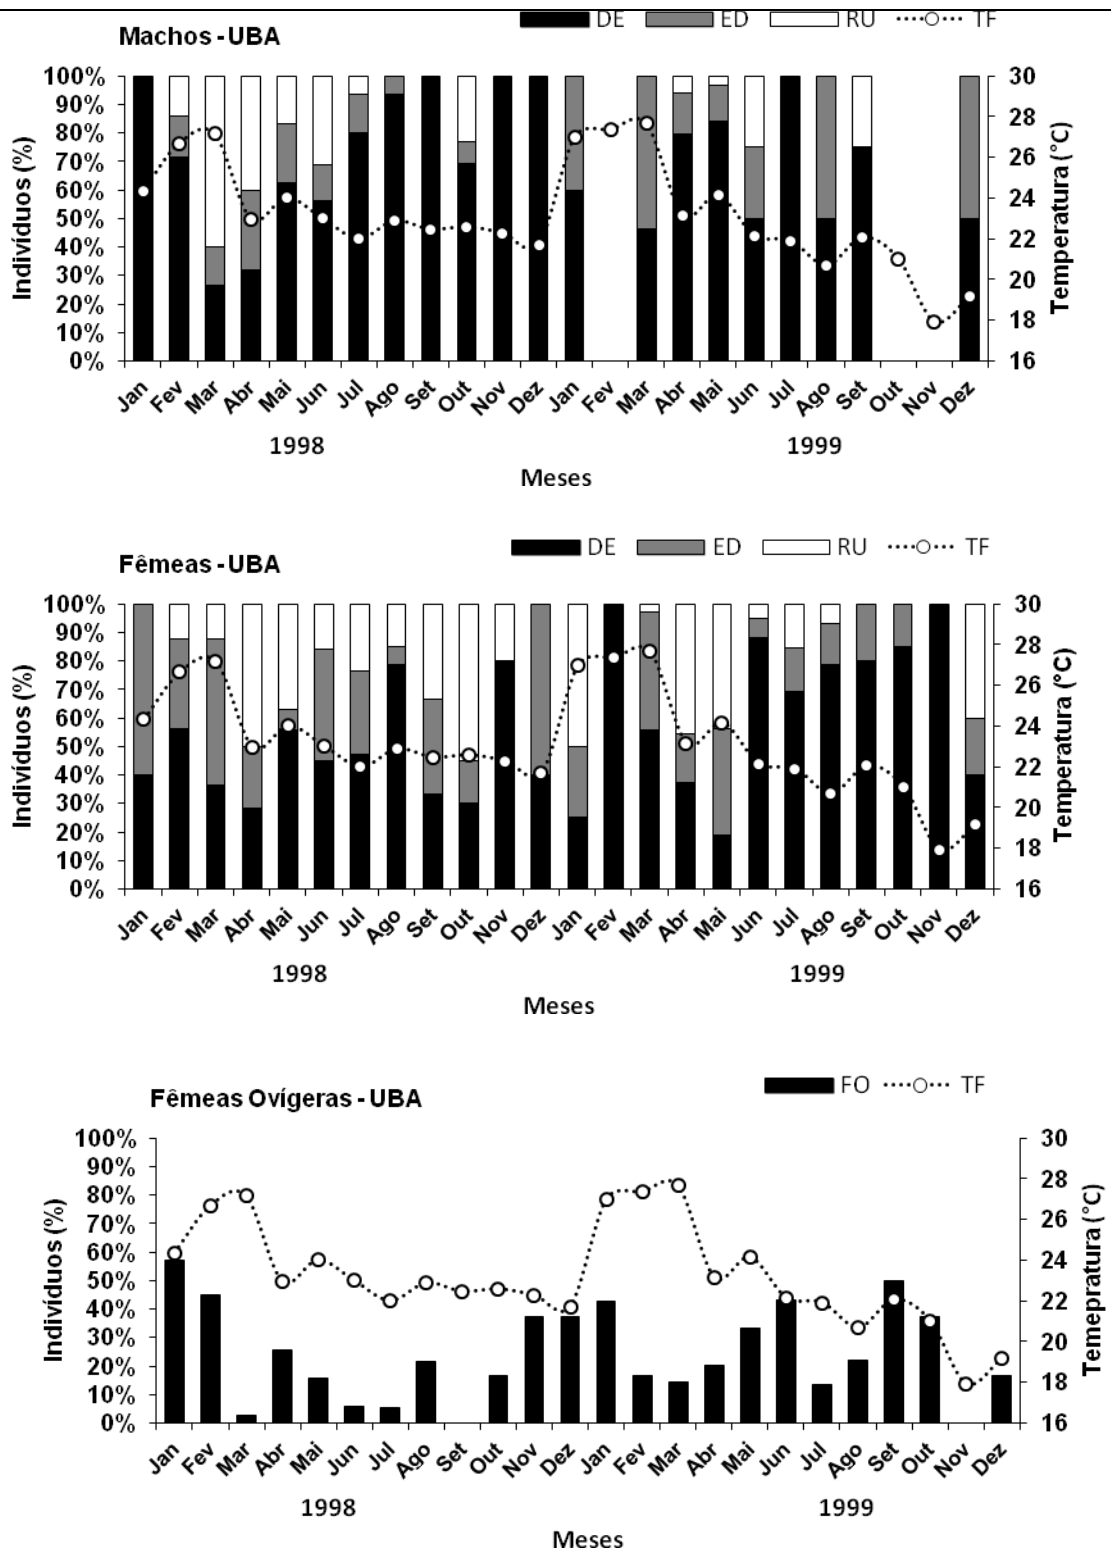 DE ED RU TF
Machos - UBA
100% 90% 80% 70% 60% 50% 40% 30% 20% 10% 0%
Indivíduos (%)
30 28 26 24 22 20 18 16
Temperatura (°C)
Jan Fev Mar Abr Mai Jun Jul Ago Set Out Nov Dez Jan Fev Mar Abr Mai Jun Jul Ago Set Out Nov Dez
1998 1999
Meses
DE ED RU TF
Fêmeas - UBA
100% 90% 80% 70% 60% 50% 40% 30% 20% 10% 0%
Indivíduos (%)
30 28 26 24 22 20 18 16
Temperatura (°C)
Jan Fev Mar Abr Mai Jun Jul Ago Set Out Nov Dez Jan Fev Mar Abr Mai Jun Jul Ago Set Out Nov Dez
1998 1999
Meses
FO TF
Fêmeas Ovígeras - UBA
100% 90% 80% 70% 60% 50% 40% 30% 20% 10% 0%
Indivíduos (%)
30 28 26 24 22 20 18 16
Temepratura (°C)
Jan Fev Mar Abr Mai Jun Jul Ago Set Out Nov Dez Jan Fev Mar Abr Mai Jun Jul Ago Set Out Nov Dez
1998 1999
Meses